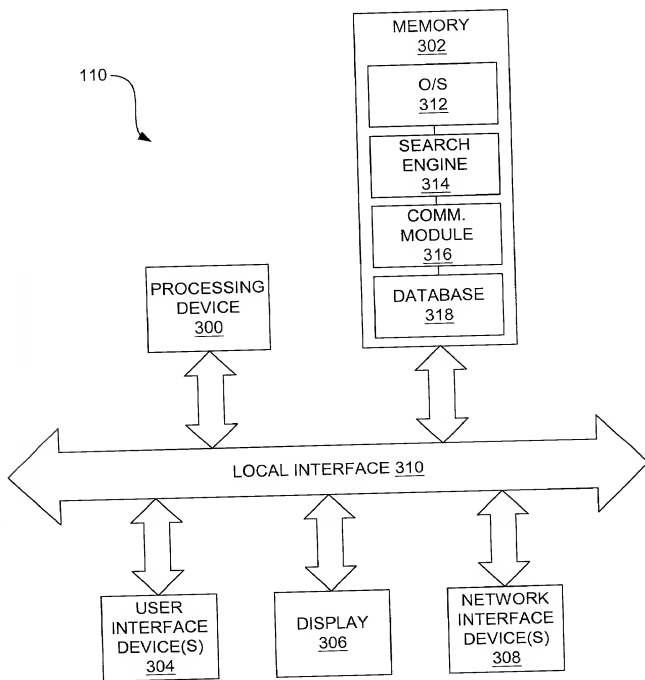 110
MEMORY
302
O/S
312
SEARCH
ENGINE
314
COMM.
MODULE
316
DATABASE
318
PROCESSING
DEVICE
300
LOCAL INTERFACE 310
USER
INTERFACE
DEVICE(S)
304
DISPLAY
306
NETWORK
INTERFACE
DEVICE(S)
308